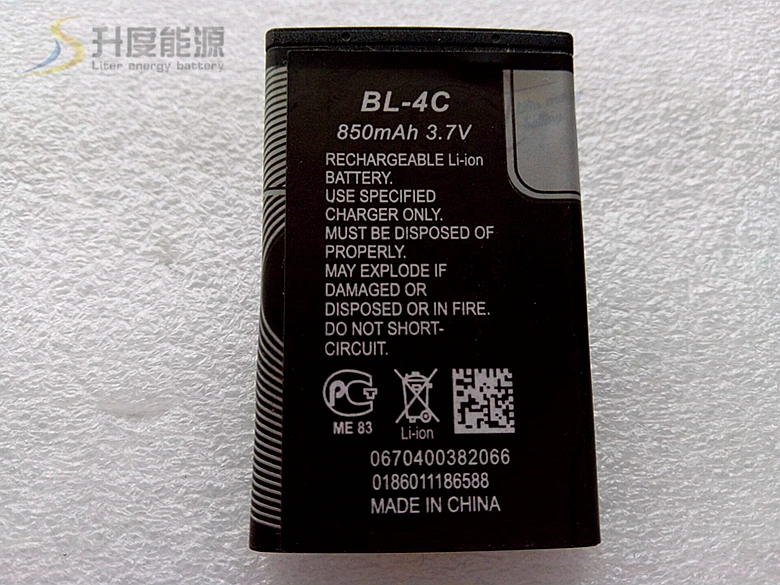 升度能源
Liter energy battery
BL-4C
850mAh 3.7V
RECHARGEABLE Li-ion
BATTERY.
USE SPECIFIED
CHARGER ONLY.
MUST BE DISPOSED OF
PROPERLY.
MAY EXPLODE IF
DAMAGED OR
DISPOSED OR IN FIRE.
DO NOT SHORT-
CIRCUIT.
ME 83
Li-ion
0670400382066
0186011186588
MADE IN CHINA